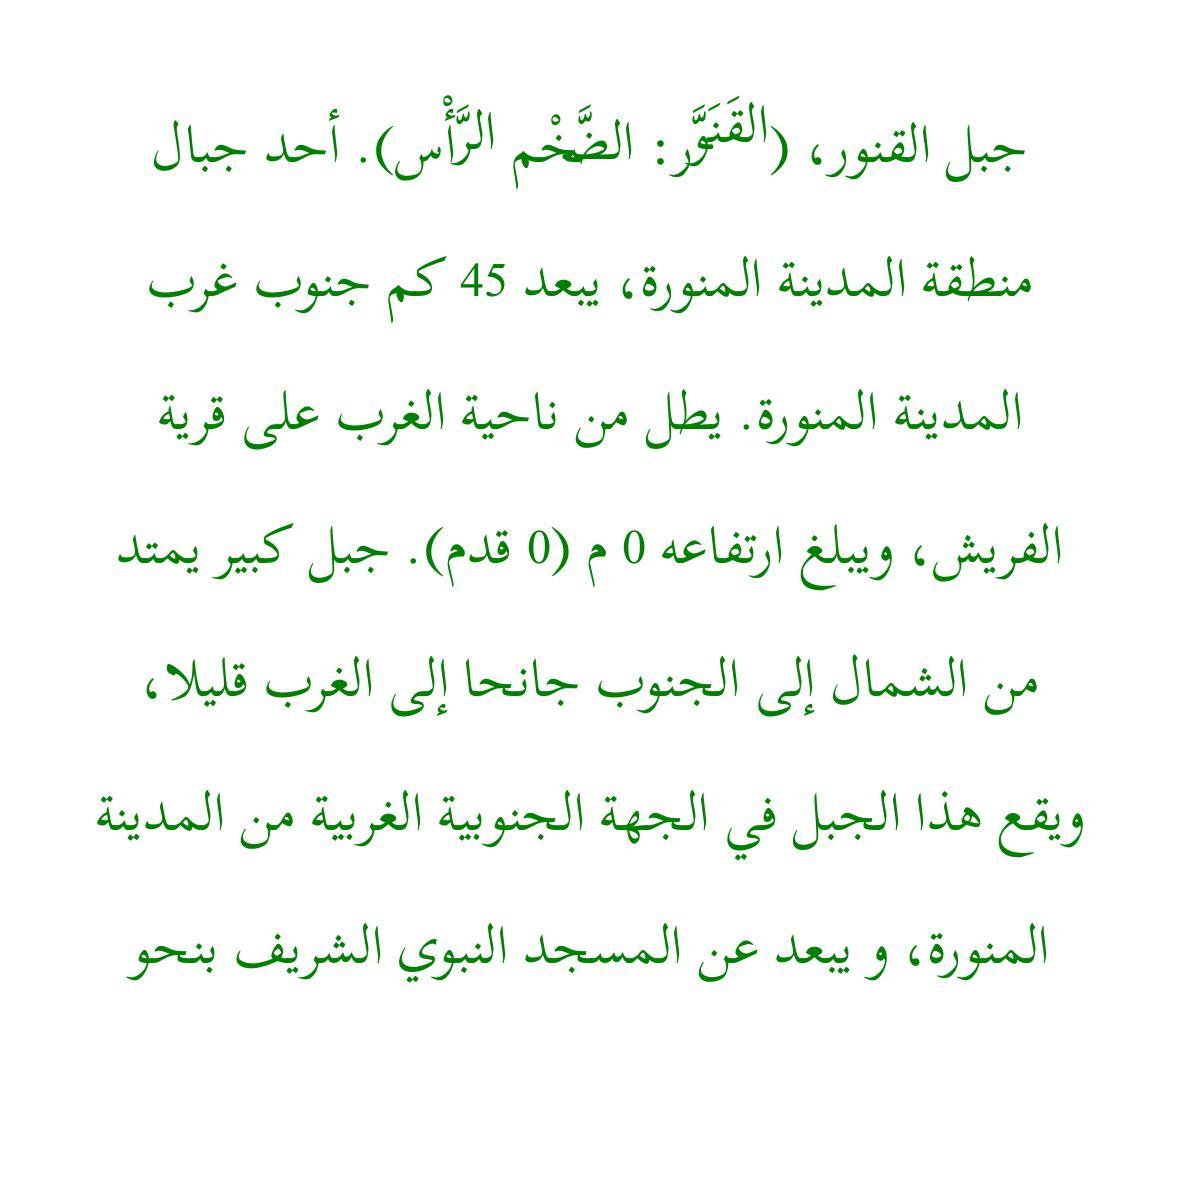 جبل القنور، (القَنَوَّر: الضَّخْم الرَّأْس). أحد جبال
منطقة المدينة المنورة، يبعد 45 كم جنوب غرب
المدينة المنورة. يطل من ناحية الغرب على قرية
الفريش، ويبلغ ارتفاعه 0 م (0 قدم). جبل كبير يمتد
من الشمال إلى الجنوب جانحا إلى الغرب قليلا،
ويقع هذا الجبل في الجهة الجنوبية الغربية من المدينة
المنورة، و يبعد عن المسجد النبوي الشريف بنحو